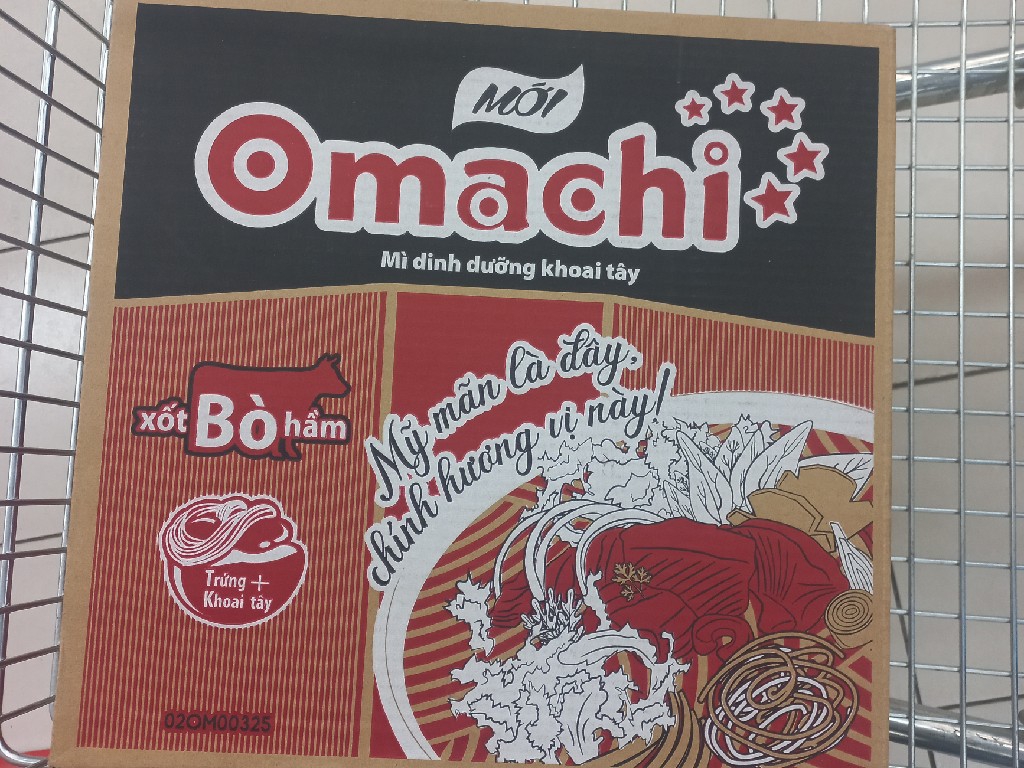 MỚI
Omachi
Mì dinh dưỡng khoai tây
xốt Bò hầm
Mỹ mãn là đây,
chính hương vị này!
Trứng +
Khoai tây
02OM00325